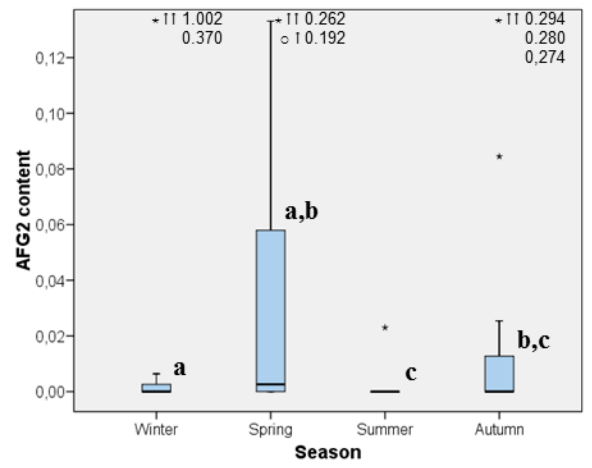 * ↑↑ 1.002
0.370
* ↑↑ 0.262
○ ↑ 0.192
* ↑↑ 0.294
0.280
0,274
AFG2 content
0,12
0,10
0,08
0,06
0,04
0,02
0,00
a
a,b
*
c
*
b,c
Winter Spring Summer Autumn
Season